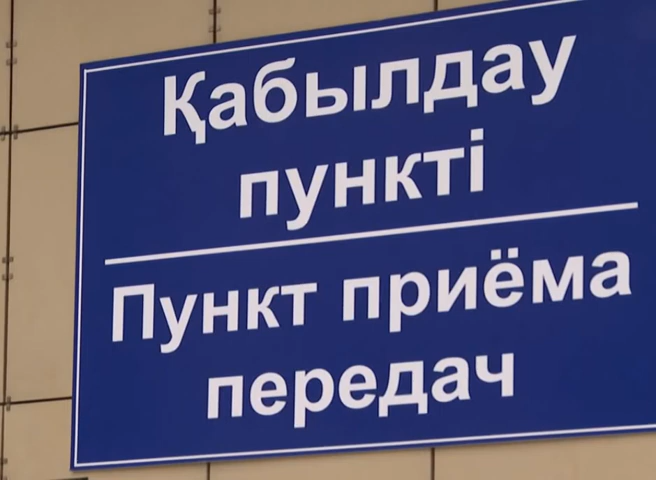 Қабылдау
пункті
Пункт приёма
передач